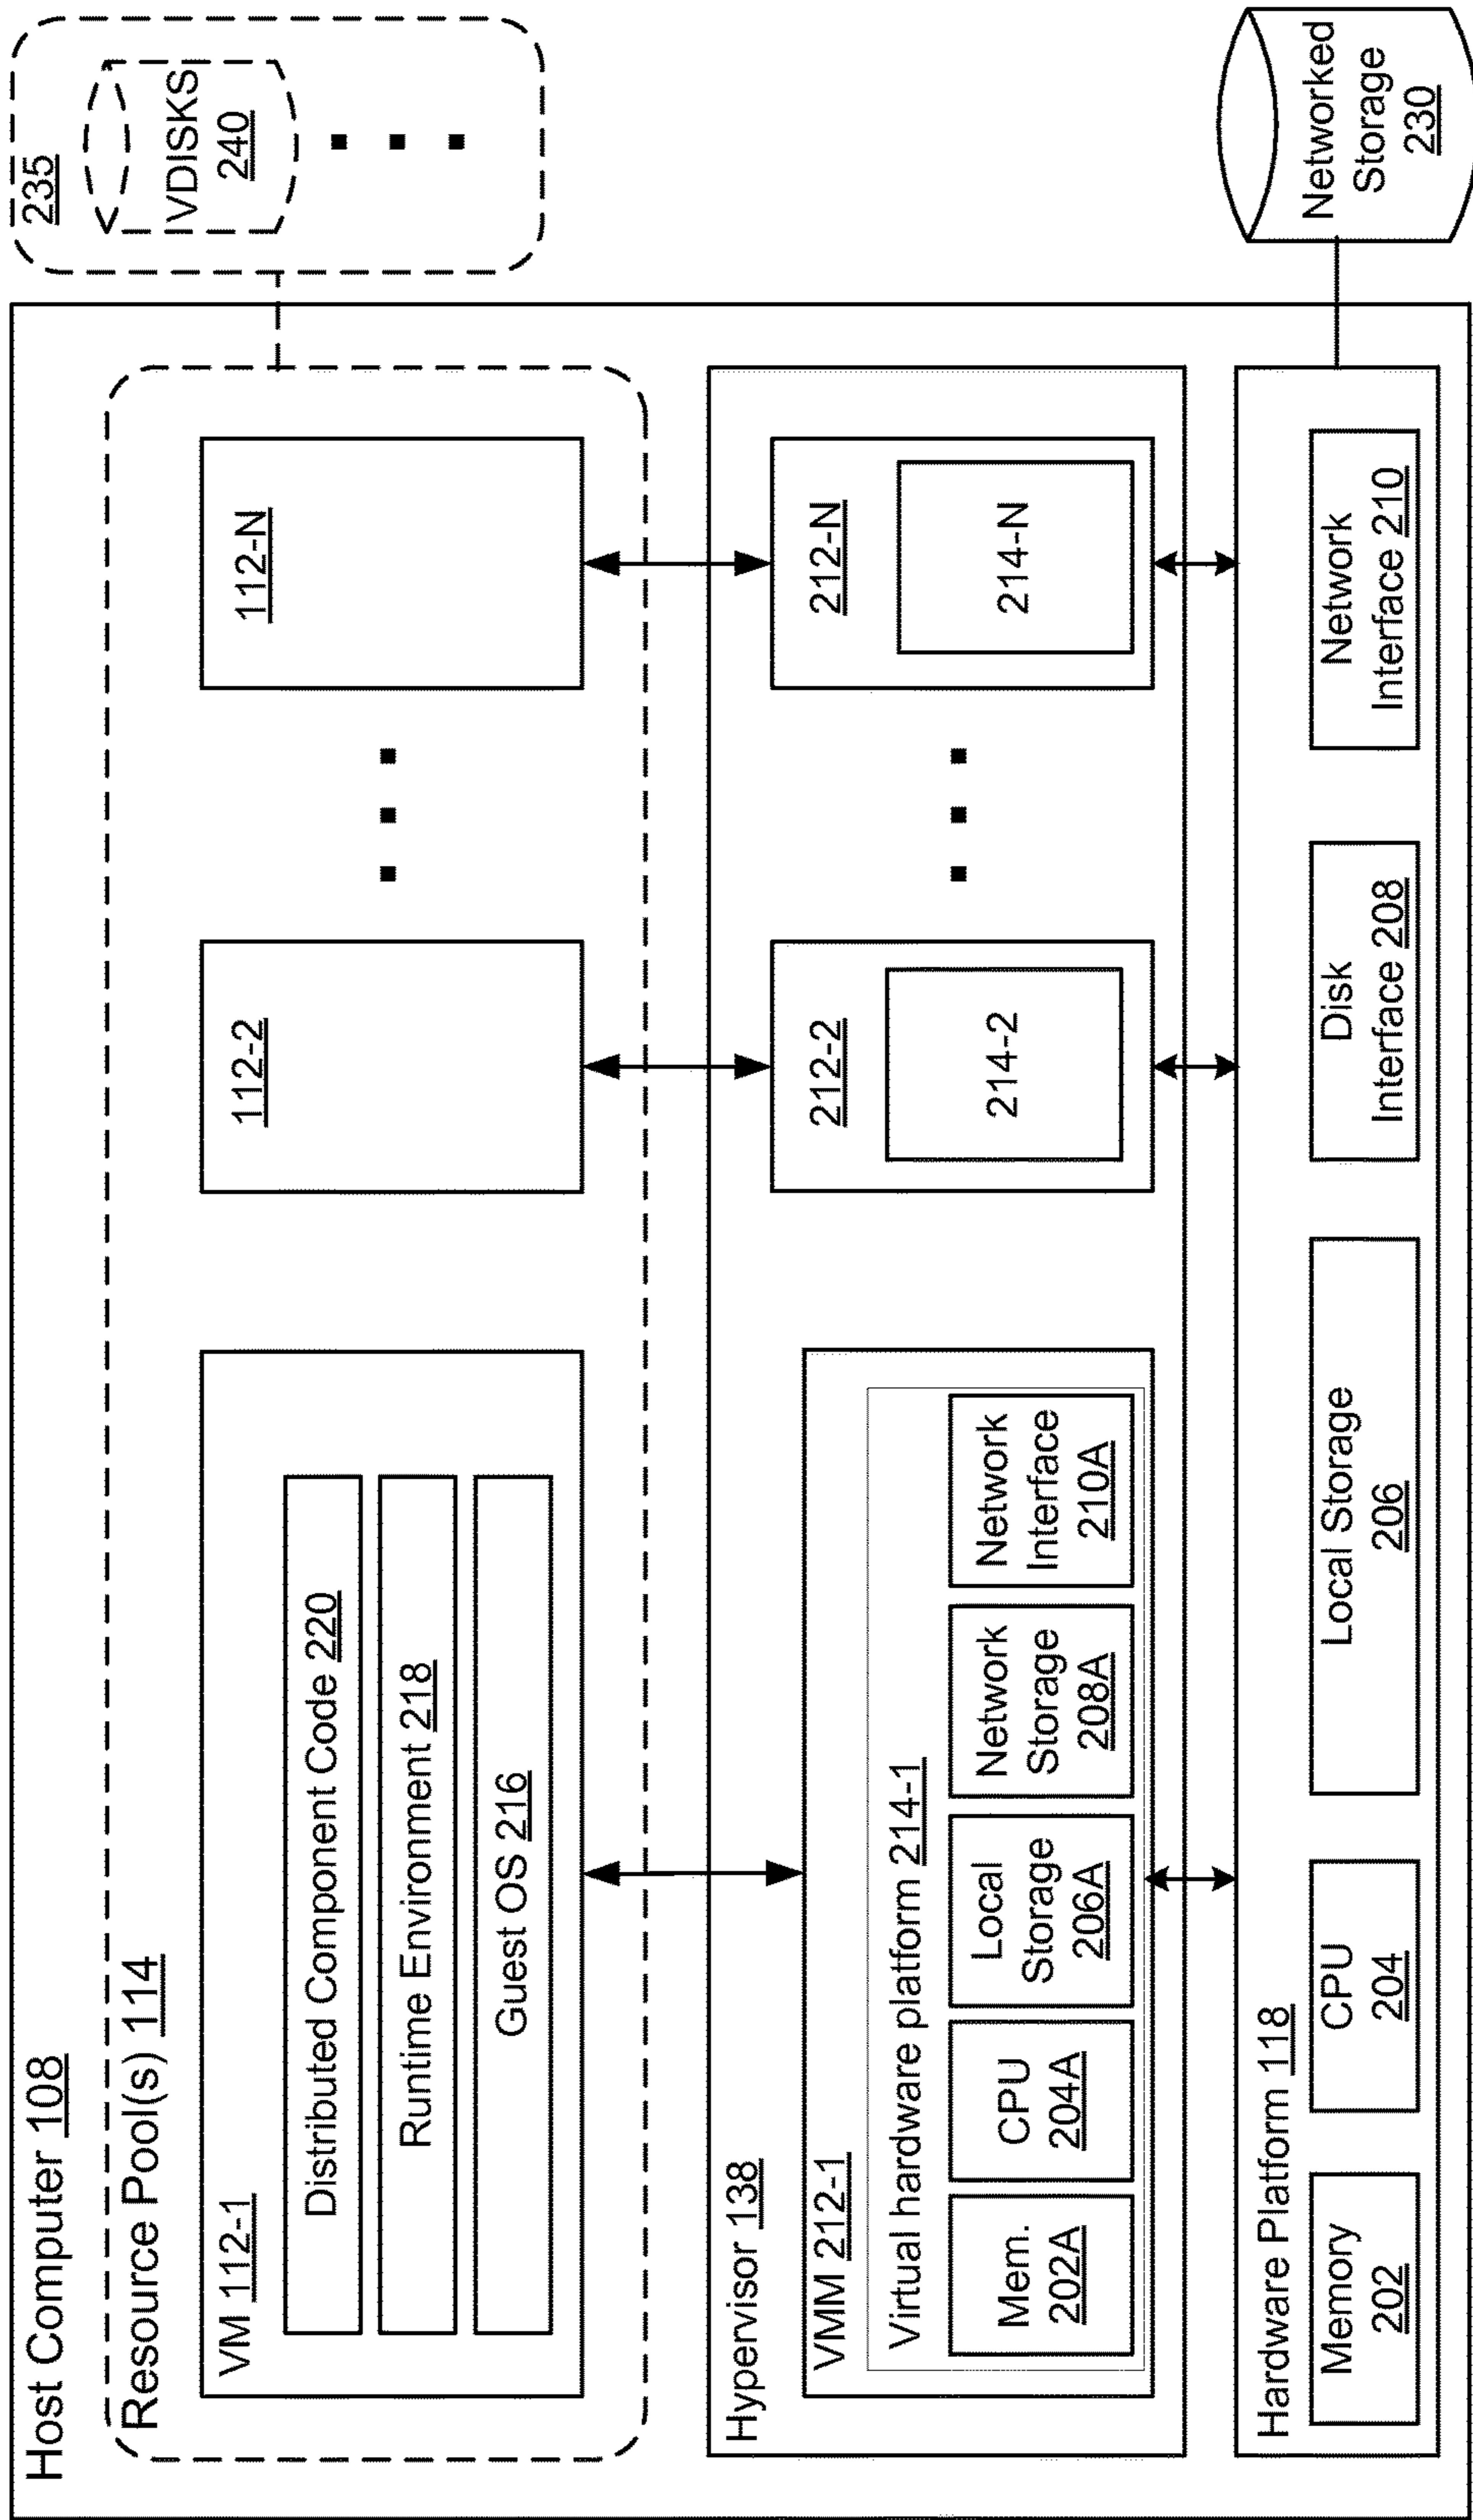 Host Computer 108
Resource Pool(s) 114
VM 112-1
Distributed Component Code 220
Runtime Environment 218
Guest OS 216
112-2
112-N
235
VDISKS
240
Hypervisor 138
VMM 212-1
Virtual hardware platform 214-1
Mem.
202A
CPU
204A
Local
Storage
206A
Network
Storage
208A
Network
Interface
210A
212-2
214-2
212-N
214-N
Hardware Platform 118
Memory
202
CPU
204
Local Storage
206
Disk
Interface 208
Network
Interface 210
Networked
Storage
230